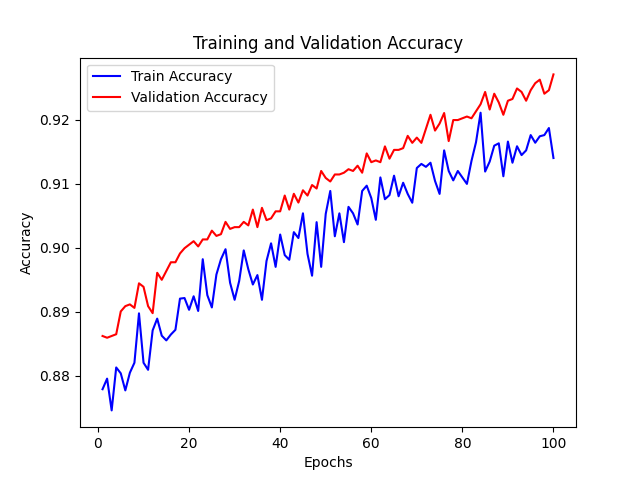 Training and Validation Accuracy
Train Accuracy
Validation Accuracy
0.92
0.91
0.90
0.89
0.88
Accuracy
0
20
40
60
80
100
Epochs